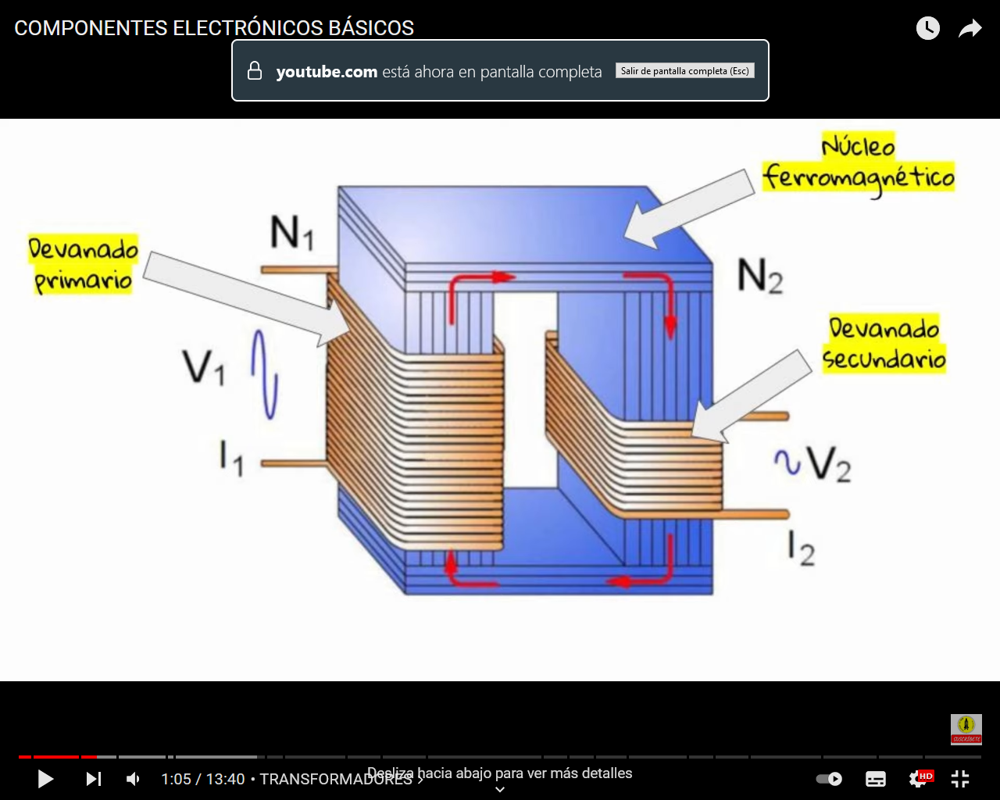 COMPONENTES ELECTRÓNICOS BÁSICOS
youtube.com está ahora en pantalla completa
Salir de pantalla completa (Esc)
Núcleo
ferromagnético
N1
Devanado
primario
N2
Devanado
secundario
V1
I1
V2
I2
SUSCRÍBETE
1:05 / 13:40 • TRANSFORMADORES ›
Desliza hacia abajo para ver más detalles
HD